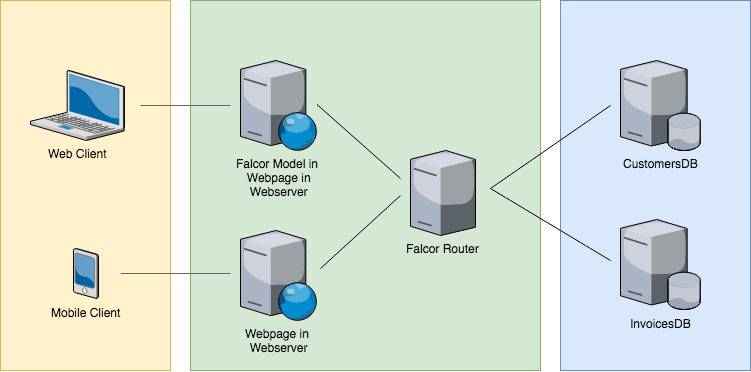 Web Client
Mobile Client
Falcor Model in
Webpage in
Webserver
Webpage in
Webserver
Falcor Router
CustomersDB
InvoicesDB